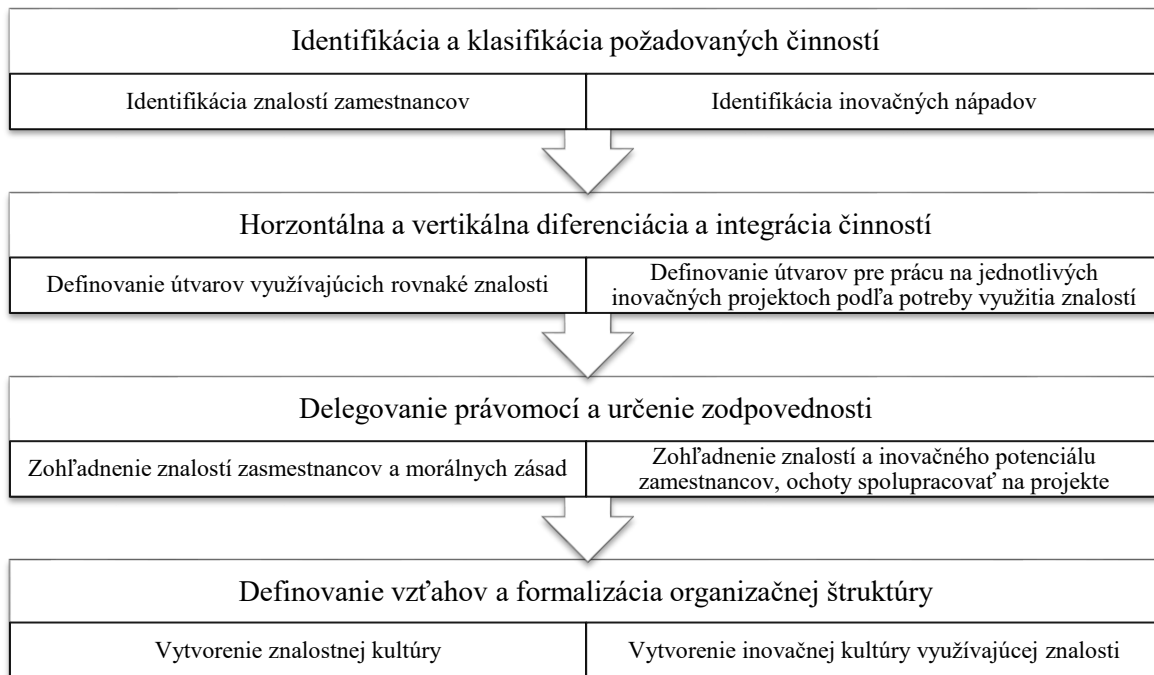 Identifikácia a klasifikácia požadovaných činností
Identifikácia znalostí zamestnancov
Identifikácia inovačných nápadov
Horzontálna a vertikálna diferenciácia a integrácia činností
Definovanie útvarov využívajúcich rovnaké znalosti
Definovanie útvarov pre prácu na jednotlivých
inovačných projektoch podľa potreby využitia znalostí
Delegovanie právomocí a určenie zodpovednosti
Zohľadnenie znalostí zasmestnancov a morálnych zásad
Zohľadnenie znalostí a inovačného potenciálu
zamestnancov, ochoty spolupracovať na projekte
Definovanie vzťahov a formalizácia organizačnej štruktúry
Vytvorenie znalostnej kultúry
Vytvorenie inovačnej kultúry využívajúcej znalosti